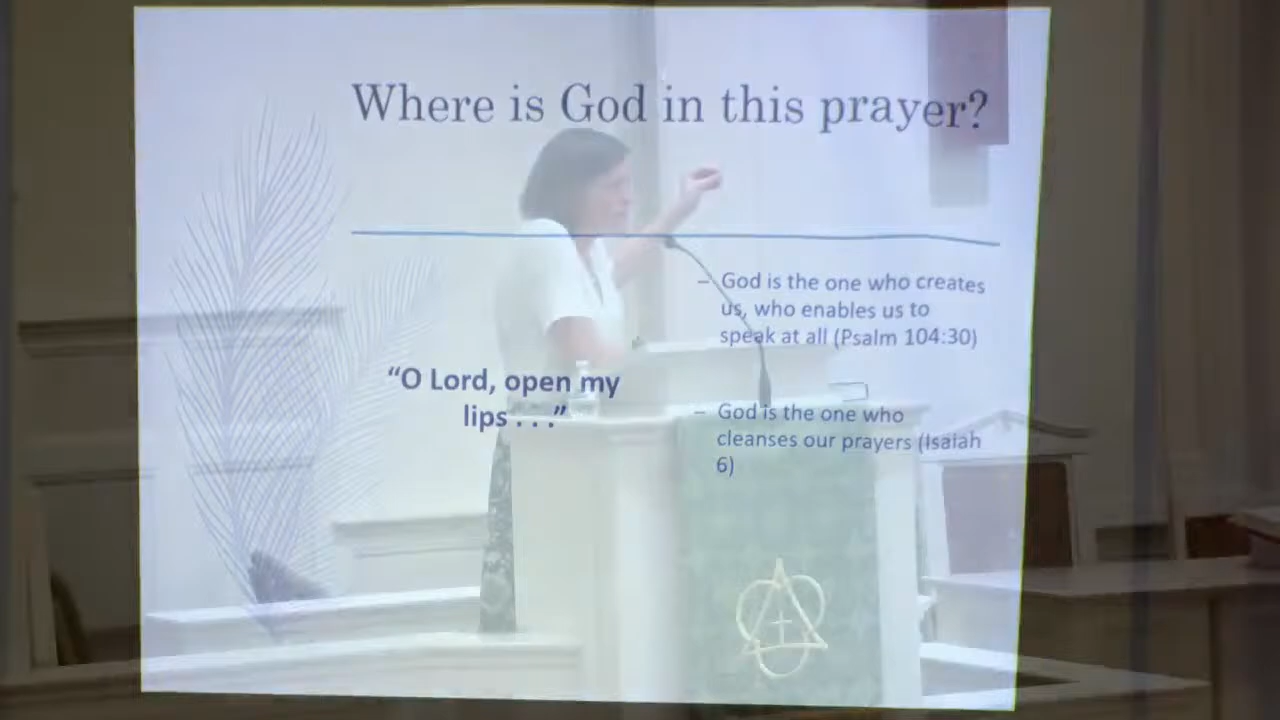 Where is God in this prayer?
“O Lord, open my
lips . . .”
– God is the one who creates
us, who enables us to
speak at all (Psalm 104:30)
– God is the one who
cleanses our prayers (Isaiah
6)